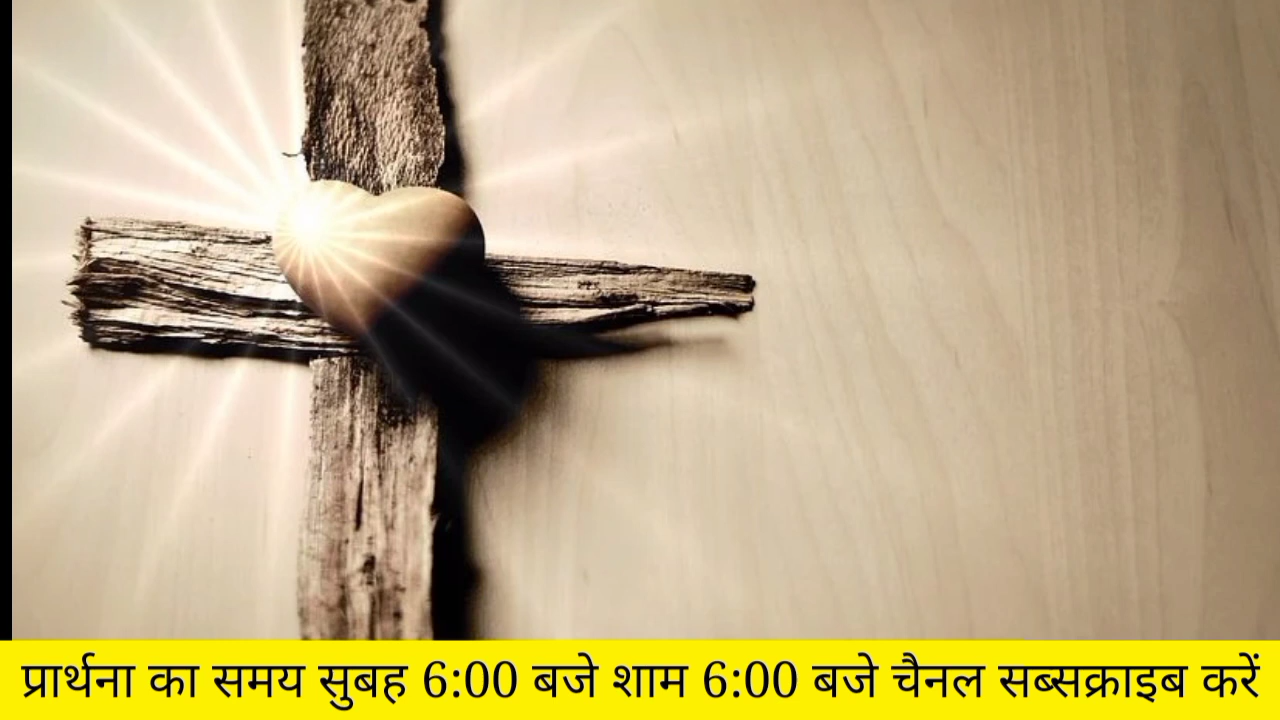 प्रार्थना का समय सुबह 6:00 बजे शाम 6:00 बजे चैनल सब्सक्राइब करें